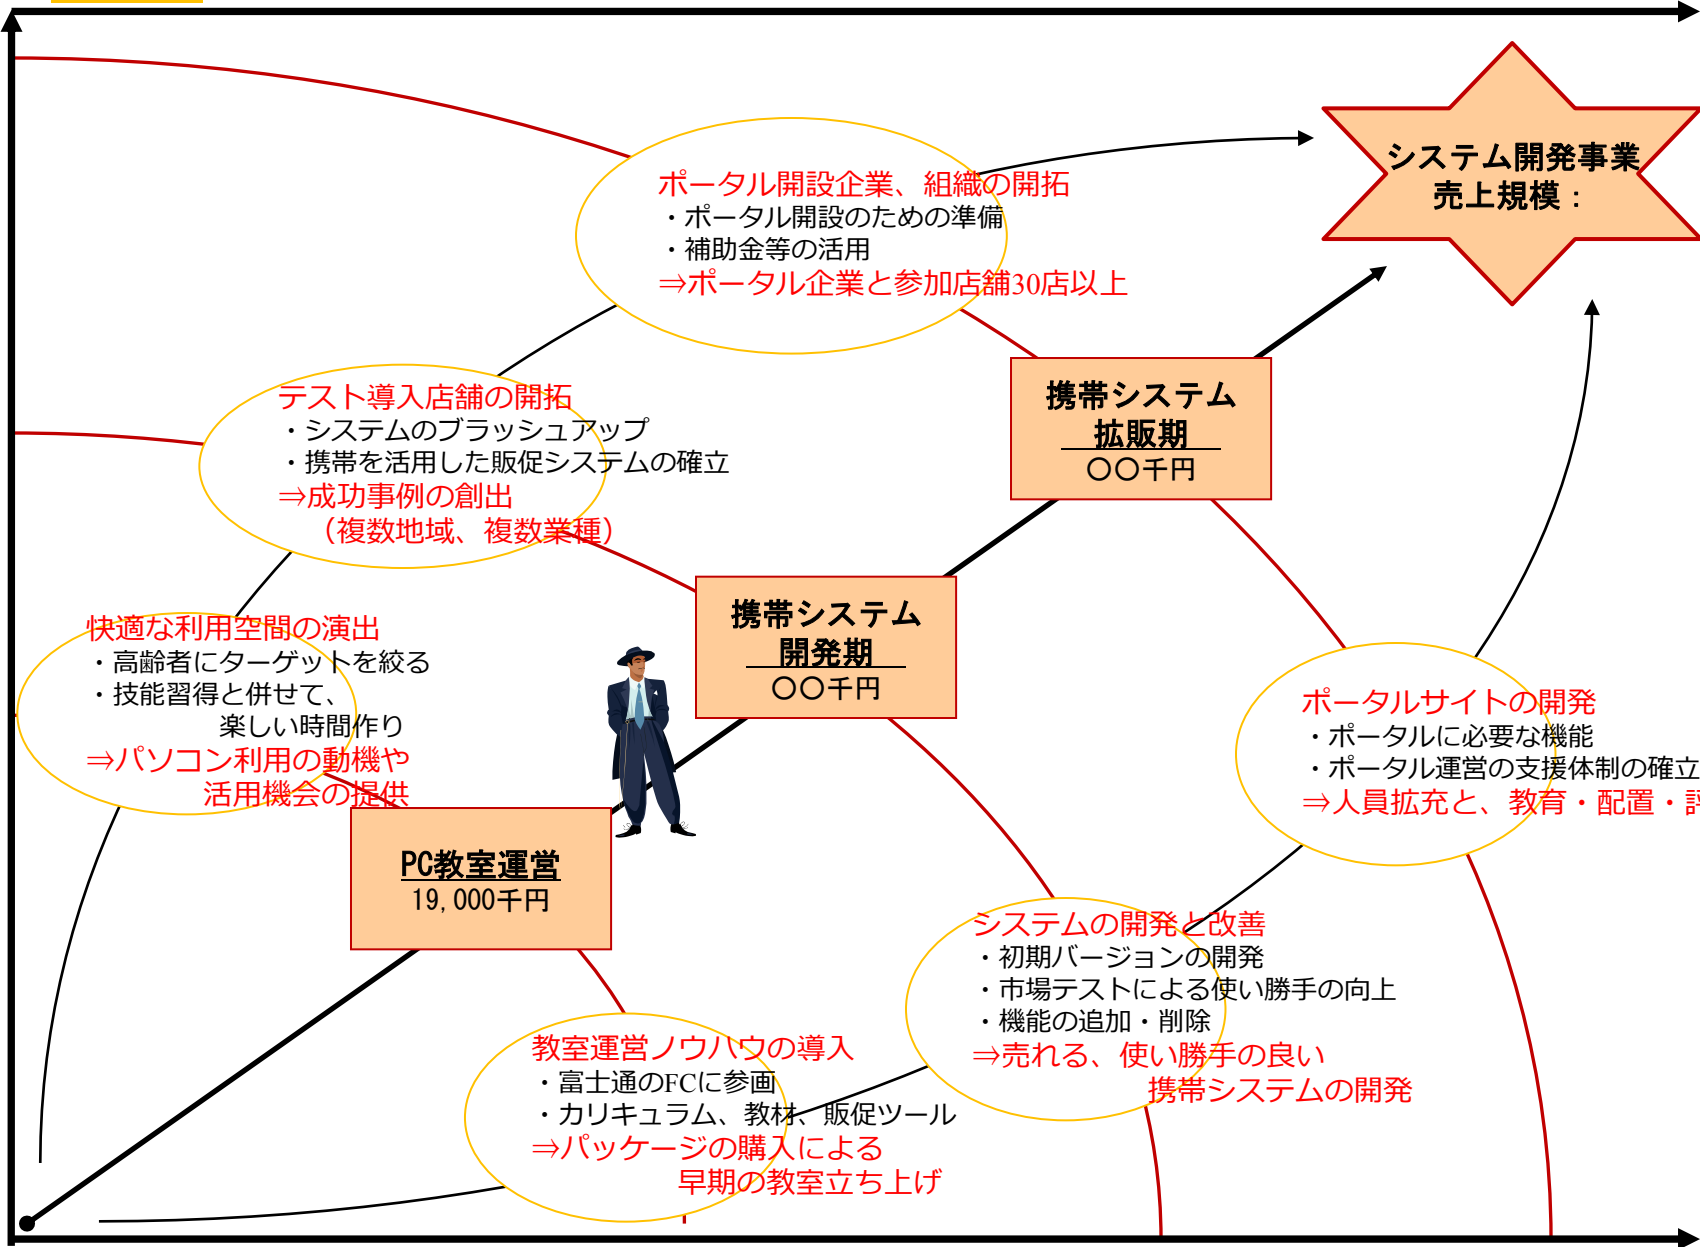 システム開発事業
売上規模：
ポータル開設企業、組織の開拓
・ポータル開設のための準備
・補助金等の活用
⇒ポータル企業と参加店舗30店以上
携帯システム
拡販期
〇〇千円
テスト導入店舗の開拓
・システムのブラッシュアップ
・携帯を活用した販促システムの確立
⇒成功事例の創出
（複数地域、複数業種）
携帯システム
開発期
〇〇千円
快適な利用空間の演出
・高齢者にターゲットを絞る
・技能習得と併せて、
楽しい時間作り
⇒パソコン利用の動機や
活用機会の提供
ポータルサイトの開発
・ポータルに必要な機能
・ポータル運営の支援体制の確立
⇒人員拡充と、教育・配置・評
PC教室運営
19,000千円
システムの開発と改善
・初期バージョンの開発
・市場テストによる使い勝手の向上
・機能の追加・削除
⇒売れる、使い勝手の良い
携帯システムの開発
教室運営ノウハウの導入
・富士通のFCに参画
・カリキュラム、教材、販促ツール
⇒パッケージの購入による
早期の教室立ち上げ